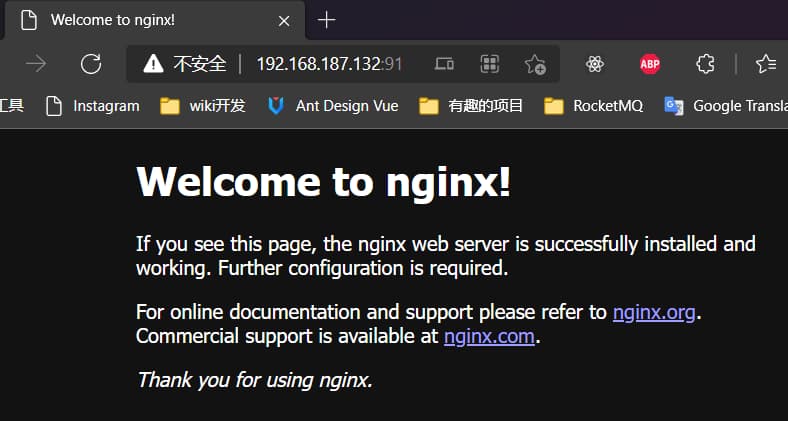 Welcome to nginx!
不安全 192.168.187.132:91
ABP
工具 Instagram wiki开发 Ant Design Vue 有趣的项目 RocketMQ Google Transla
Welcome to nginx!
If you see this page, the nginx web server is successfully installed and
working. Further configuration is required.
For online documentation and support please refer to nginx.org.
Commercial support is available at nginx.com.
Thank you for using nginx.